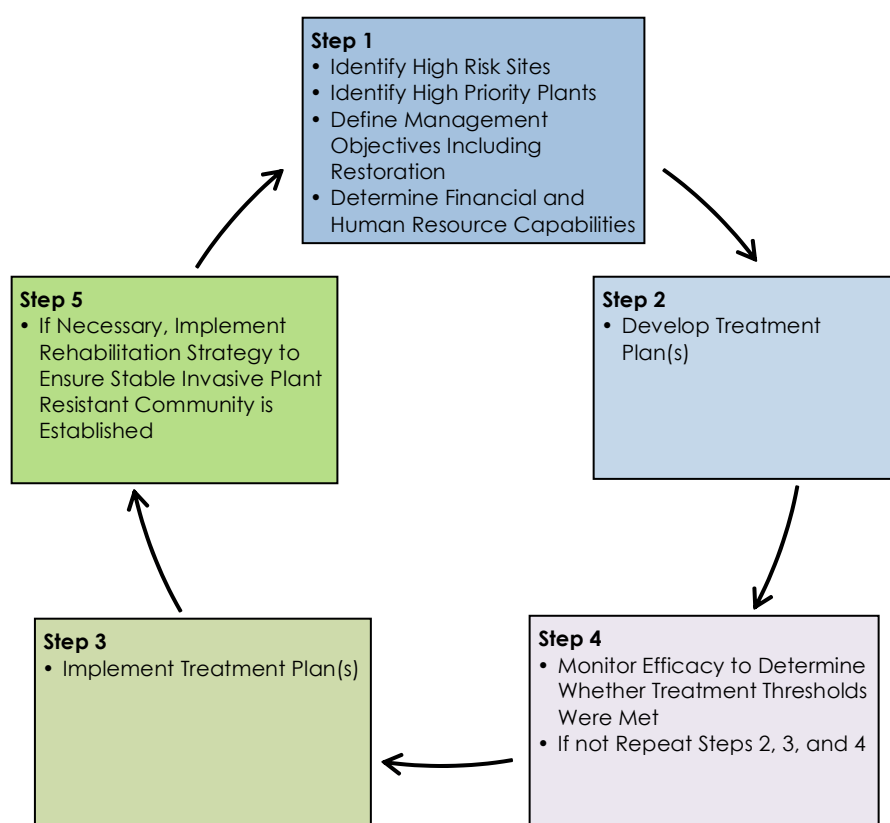 Step 1
• Identify High Risk Sites
• Identify High Priority Plants
• Define Management
Objectives Including
Restoration
• Determine Financial and
Human Resource Capabilities
Step 2
• Develop Treatment
Plan(s)
Step 4
• Monitor Efficacy to Determine
Whether Treatment Thresholds
Were Met
• If not Repeat Steps 2, 3, and 4
Step 3
• Implement Treatment Plan(s)
Step 5
• If Necessary, Implement
Rehabilitation Strategy to
Ensure Stable Invasive Plant
Resistant Community is
Established